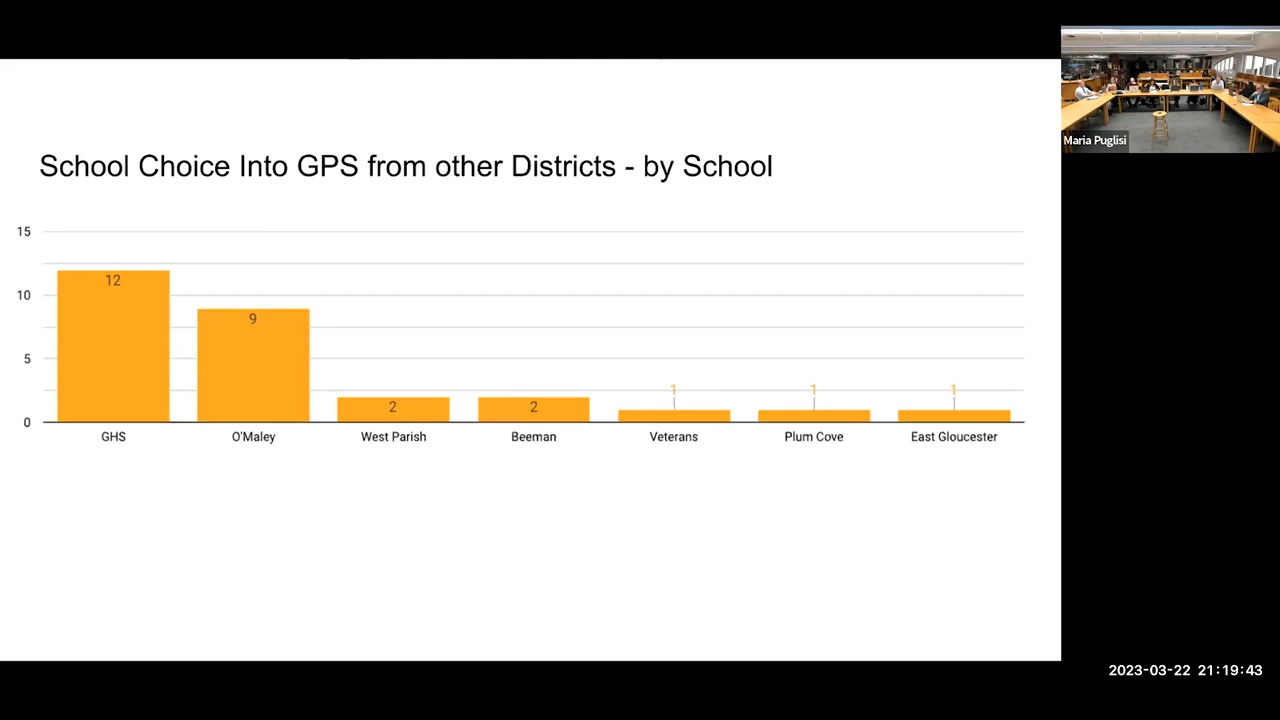 School Choice Into GPS from other Districts - by School
15
10
5
0
12
9
2
2
1
1
1
GHS
O'Maley
West Parish
Beeman
Veterans
Plum Cove
East Gloucester
Maria Puglisi
2023-03-22 21:19:43